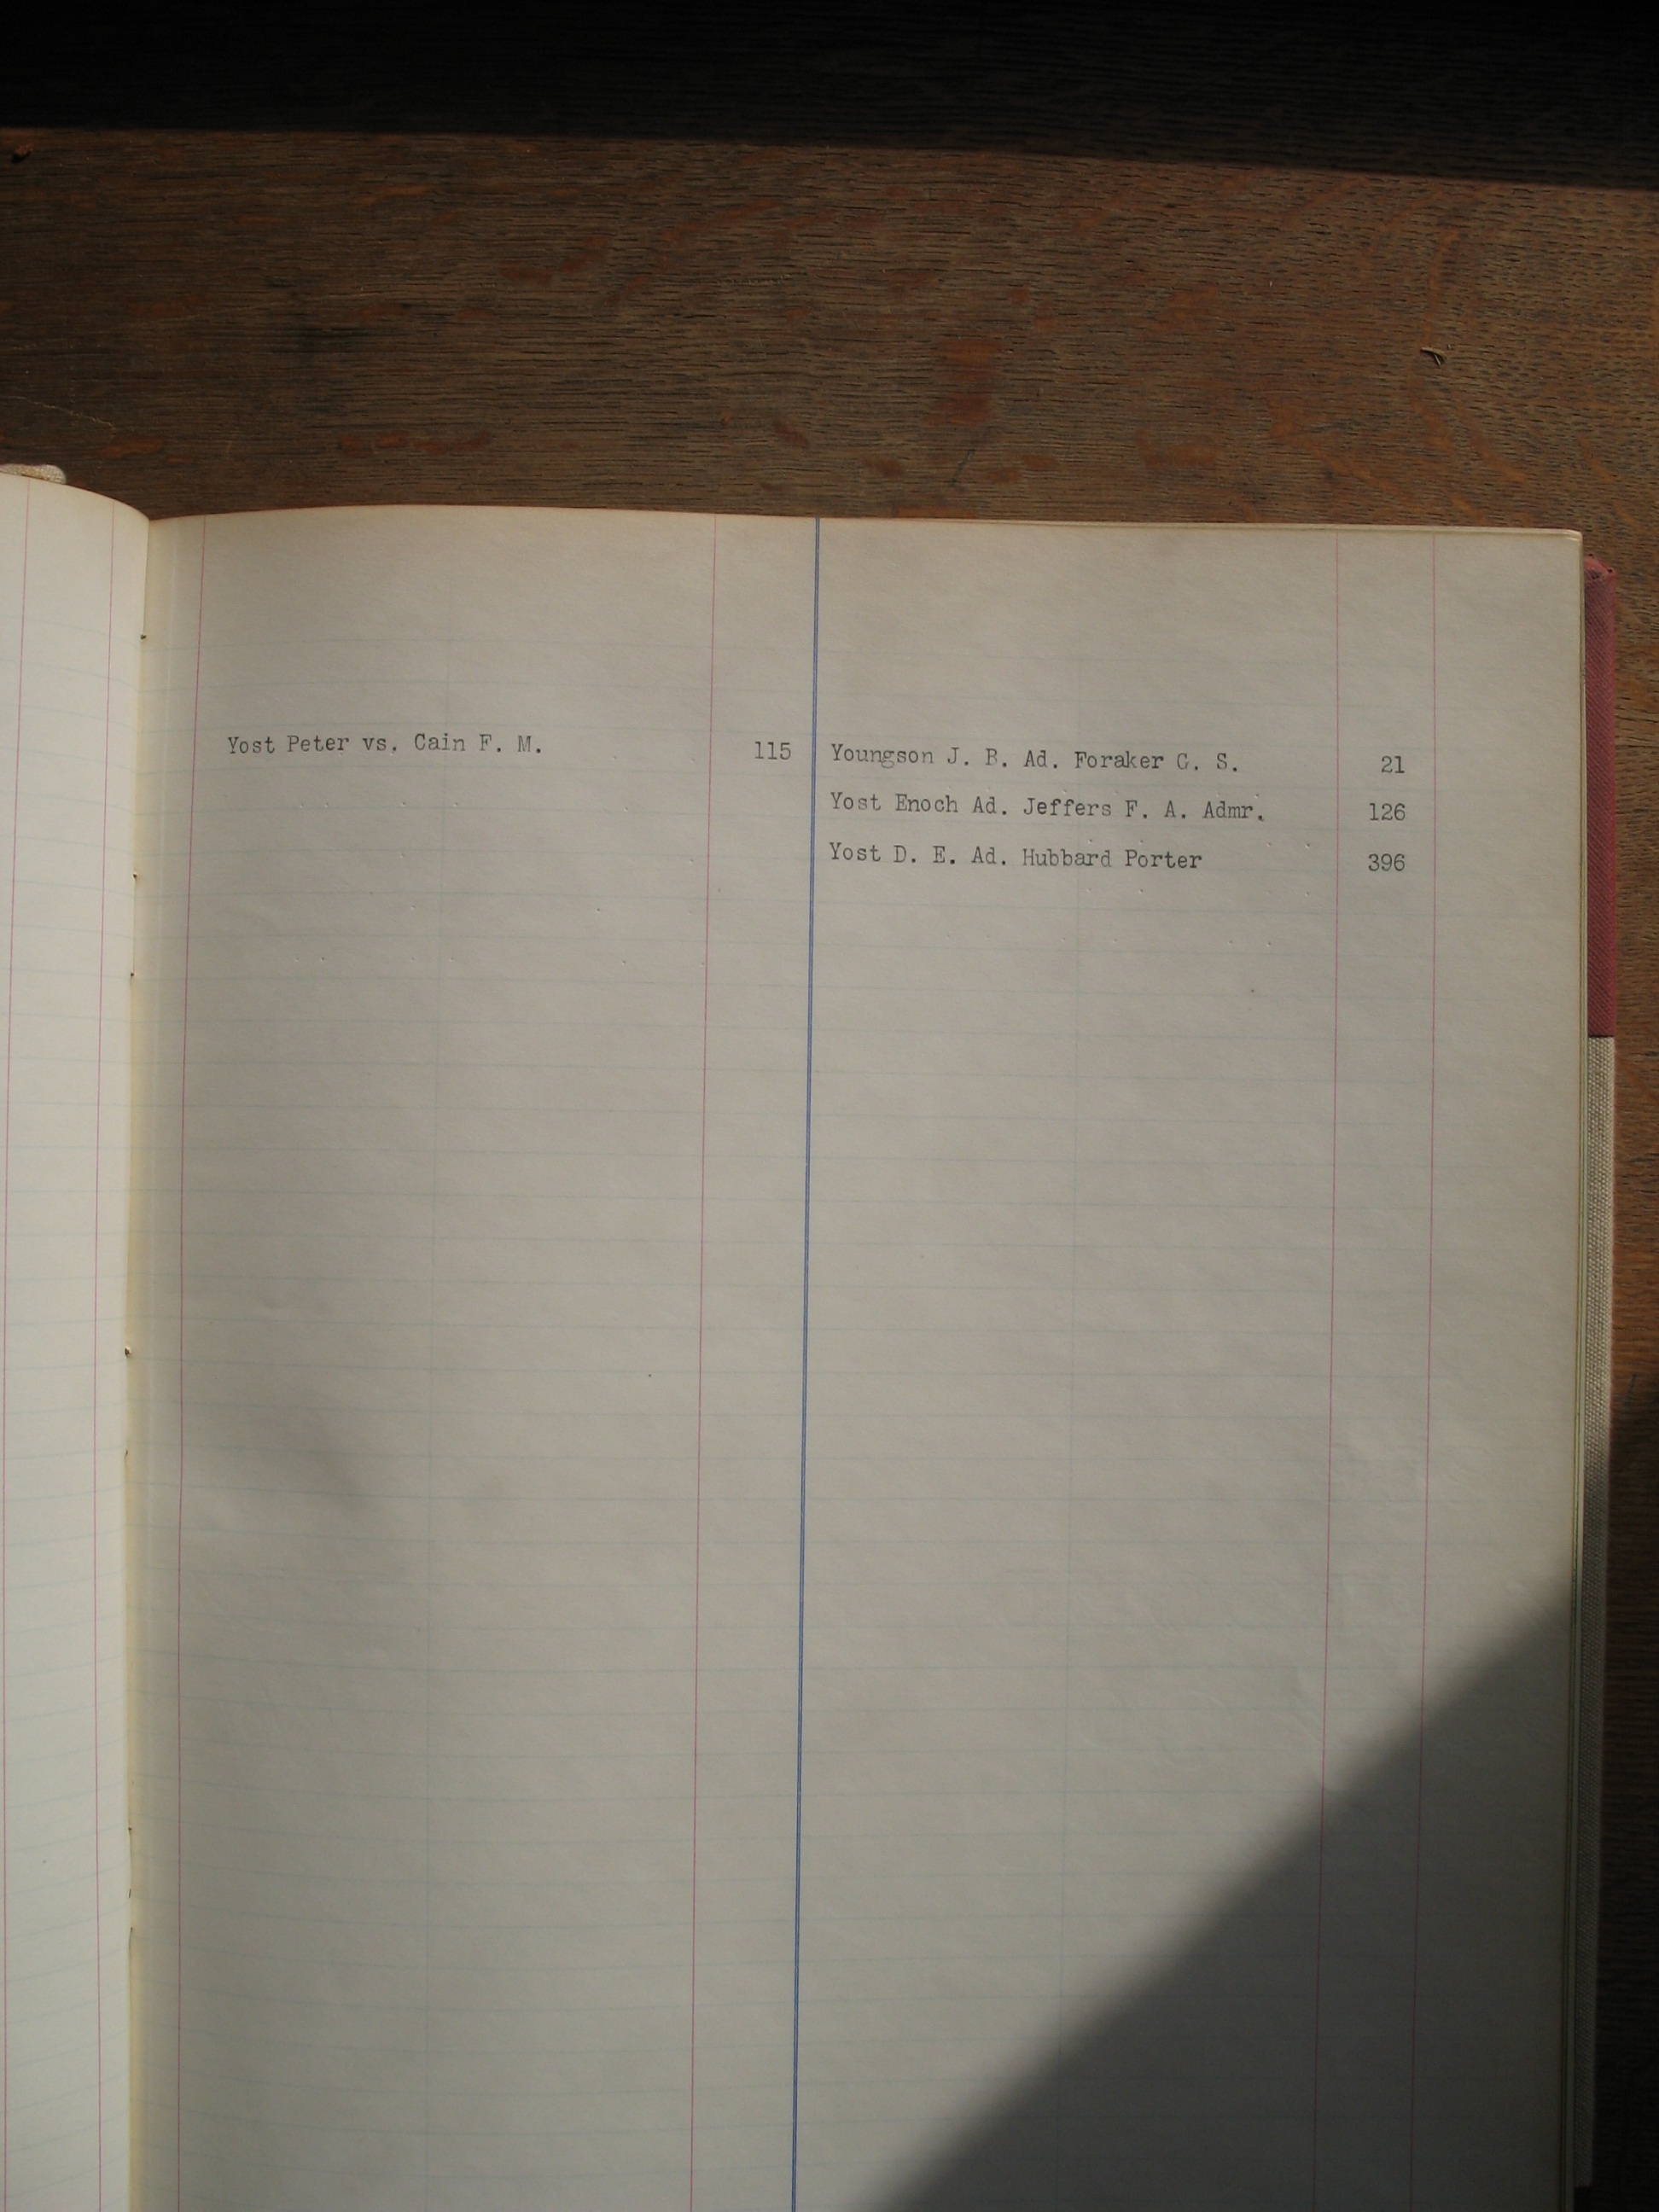 Yost Peter vs. Cain F. M. 115
Youngson J. B. Ad. Foraker C. S. 21
Yost Enoch Ad. Jeffers F. A. Admr. 126
Yost D. E. Ad. Hubbard Porter 396